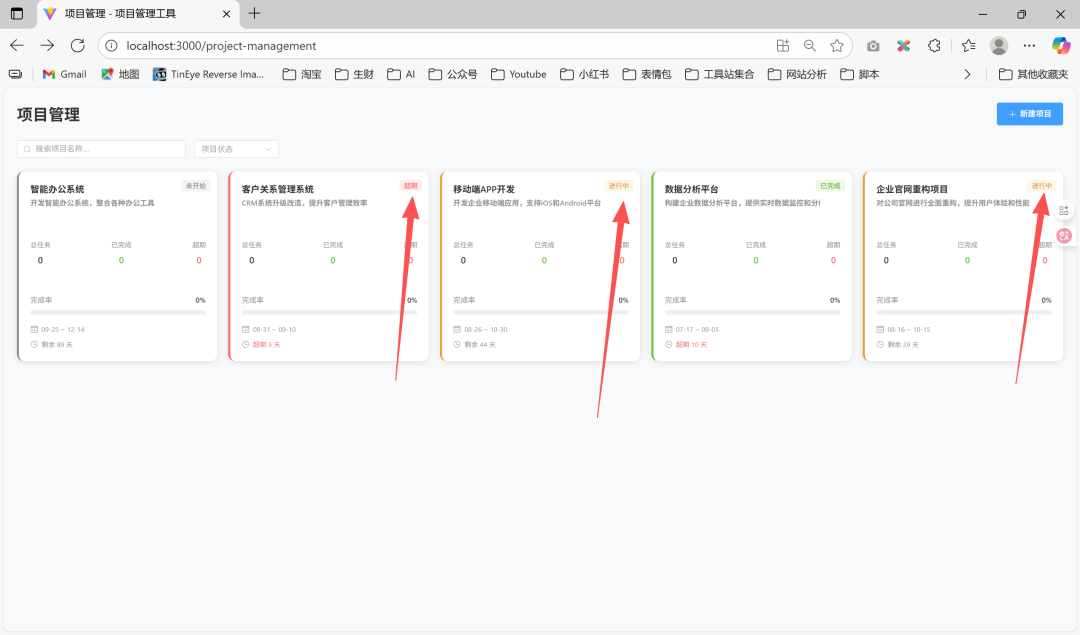 项目管理 - 项目管理工具
localhost:3000/project-management
Gmail 地图 TinEye Reverse Ima... 淘宝 生财 AI 公众号 Youtube 小红书 表情包 工具站集合 网站分析 脚本 其他收藏夹
项目管理
+ 新建项目
搜索项目名称...
项目状态
智能办公系统
未开始
开发智能办公系统，整合各种办公工具
总任务 已完成 超期
0 0 0
完成率 0%
09-25 ~ 12-14
剩余 89 天
客户关系管理系统
超期
CRM系统升级改造，提升客户管理效率
总任务 已完成 超期
0 0 0
完成率 0%
08-31 ~ 09-10
超期 5 天
移动端APP开发
进行中
开发企业移动端应用，支持iOS和Android平台
总任务 已完成 超期
0 0 0
完成率 0%
08-26 ~ 10-30
剩余 44 天
数据分析平台
已完成
构建企业数据分析平台，提供实时数据监控和分
总任务 已完成 超期
0 0 0
完成率 0%
07-17 ~ 09-05
超期 10 天
企业官网重构项目
进行中
对公司官网进行全面重构，提升用户体验和性能
总任务 已完成 超期
0 0 0
完成率 0%
08-16 ~ 10-15
剩余 29 天